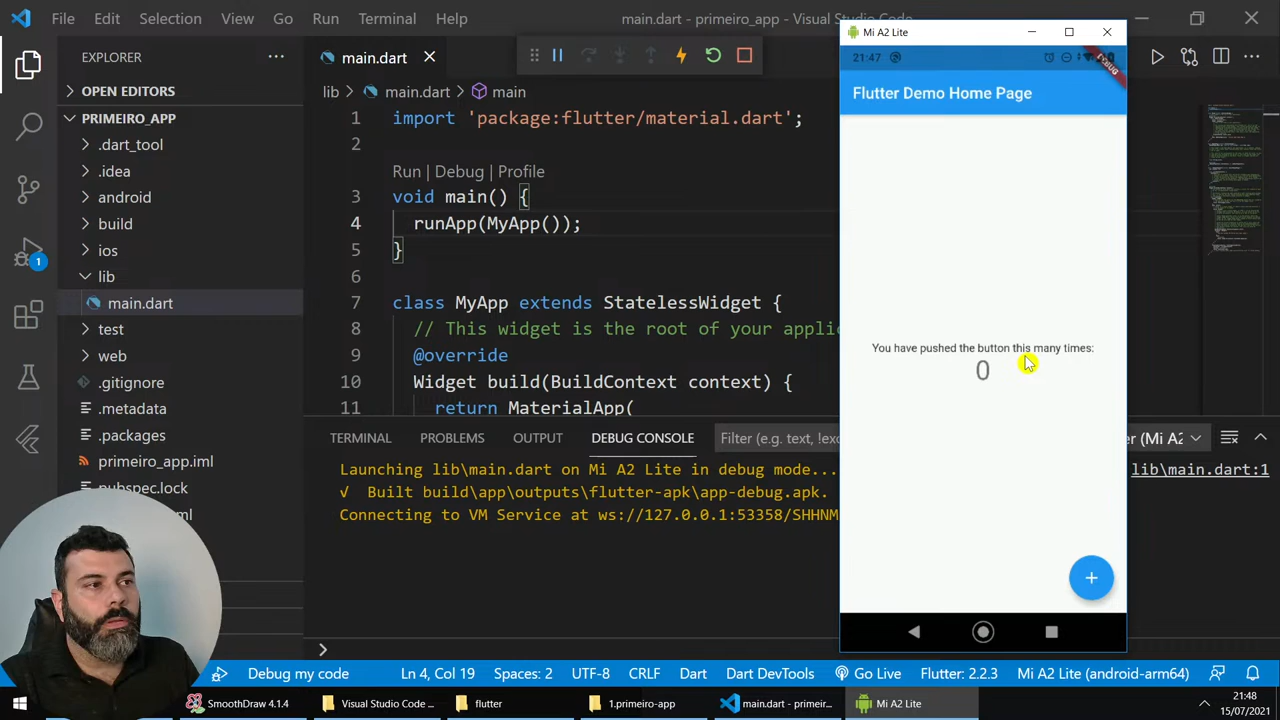 File Edit Selection View Go Run Terminal Help
main.dart - primeiro_app - Visual Studio Code
EXPLORER
OPEN EDITORS
PRIMEIRO_APP
.dart_tool
.idea
android
build
ios
lib
main.dart
test
web
.gitignore
.metadata
.packages
primeiro_app.iml
pubspec.lock
1
main.dart
lib > main.dart > main
1 import 'package:flutter/material.dart';
2
Run | Debug | Profile
3 void main() {
4 runApp(MyApp());
5 }
6
7 class MyApp extends StatelessWidget {
8 // This widget is the root of your applic
9 @override
10 Widget build(BuildContext context) {
11 return MaterialApp(
TERMINAL PROBLEMS OUTPUT DEBUG CONSOLE
Filter (e.g. text, !exc
r (Mi A2
Launching lib\main.dart on Mi A2 Lite in debug mode...
lib\main.dart:1
√ Built build\app\outputs\flutter-apk\app-debug.apk.
Connecting to VM Service at ws://127.0.0.1:53358/SHHNM
Mi A2 Lite
21:47
DEBUG
Flutter Demo Home Page
You have pushed the button this many times:
0
+
Debug my code Ln 4, Col 19 Spaces: 2 UTF-8 CRLF Dart Dart DevTools Go Live Flutter: 2.2.3 Mi A2 Lite (android-arm64)
SmoothDraw 4.1.4 Visual Studio Code ... flutter 1.primeiro-app main.dart - primeir... Mi A2 Lite
21:48
15/07/2021